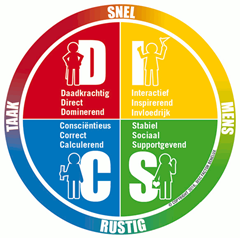 SNEL
D I
Daadkrachtig
Direct
Dominerend
Interactief
Inspirerend
Invloedrijk
TAAK
MENS
Consciëntieus
Correct
Calculerend
Stabiel
Sociaal
Supportgevend
C S
RUSTIG